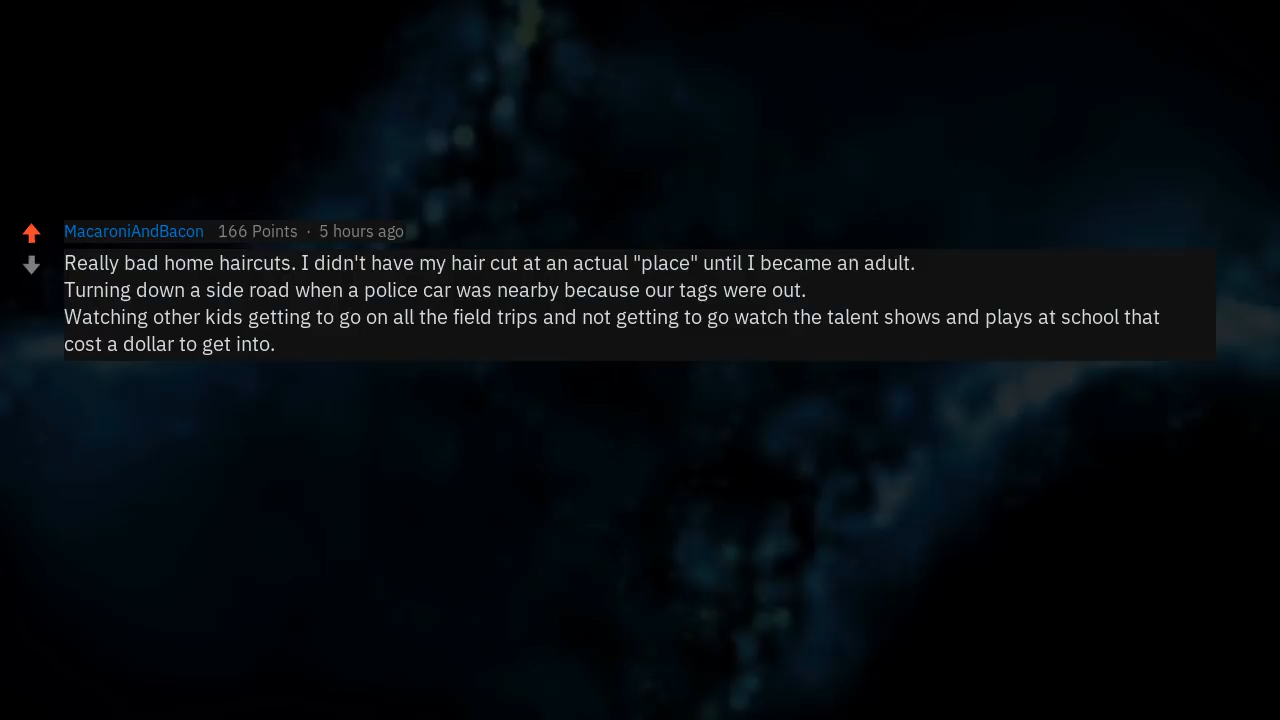 MacaroniAndBacon 166 Points · 5 hours ago
Really bad home haircuts. I didn't have my hair cut at an actual "place" until I became an adult.
Turning down a side road when a police car was nearby because our tags were out.
Watching other kids getting to go on all the field trips and not getting to go watch the talent shows and plays at school that
cost a dollar to get into.